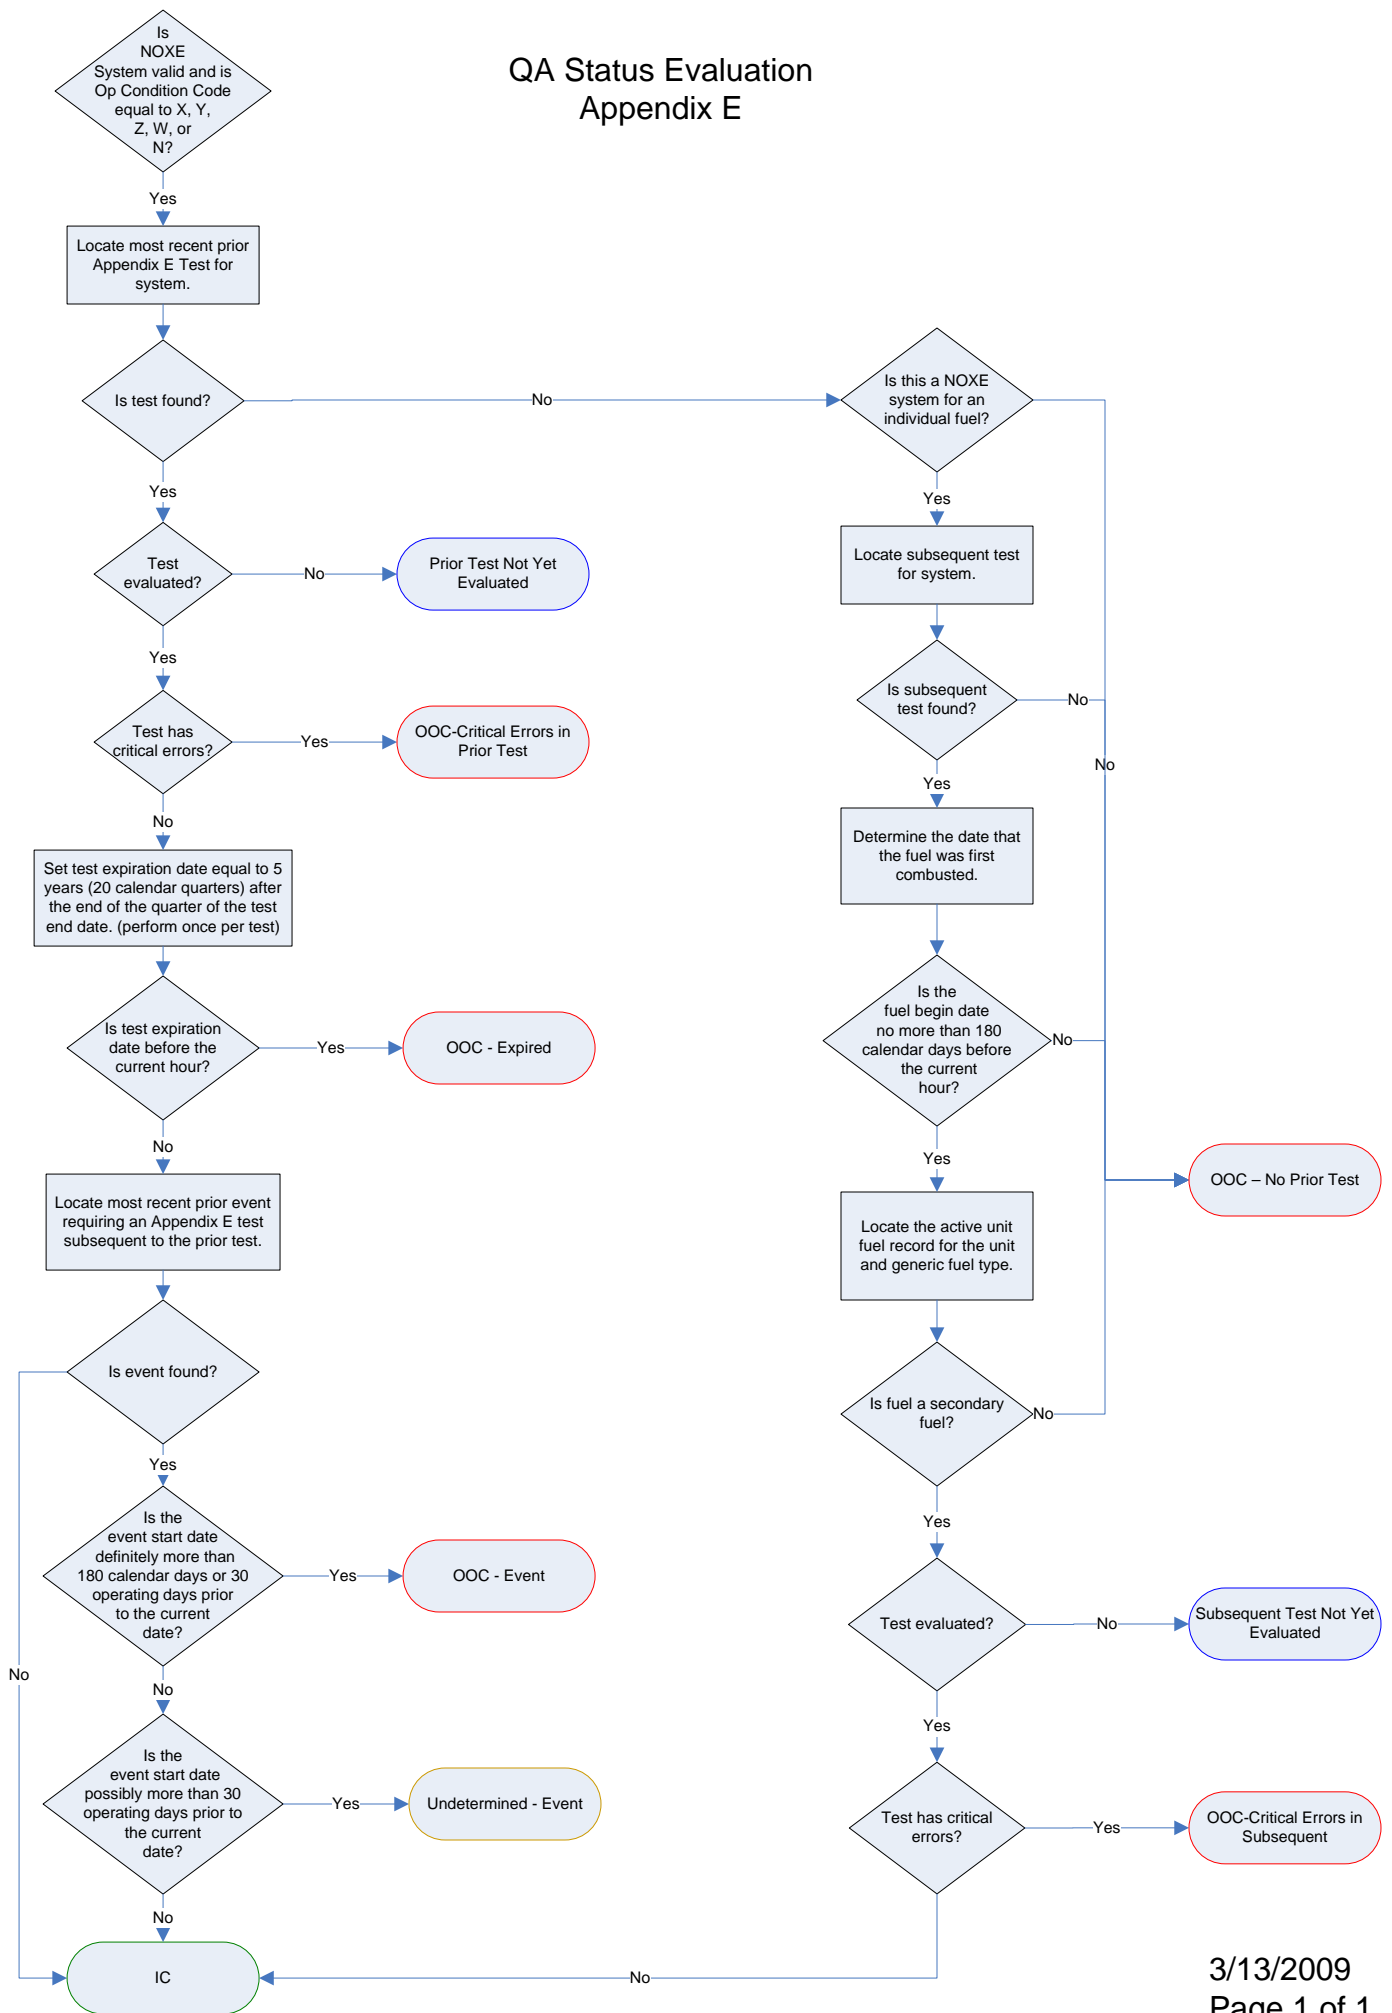 QA Status Evaluation
Appendix E
Is
NOXE
System valid and is
Op Condition Code
equal to X, Y,
Z, W, or
N?
Yes
Locate most recent prior
Appendix E Test for
system.
Is test found?
No
Yes
Test
evaluated?
No
Prior Test Not Yet
Evaluated
Yes
Test has
critical errors?
Yes
OOC-Critical Errors in
Prior Test
No
Set test expiration date equal to 5
years (20 calendar quarters) after
the end of the quarter of the test
end date. (perform once per test)
Is test expiration
date before the
current hour?
Yes
OOC - Expired
No
Locate most recent prior event
requiring an Appendix E test
subsequent to the prior test.
Is event found?
No
Yes
Is the
event start date
definitely more than
180 calendar days or 30
operating days prior
to the current
date?
Yes
OOC - Event
No
Is the
event start date
possibly more than 30
operating days prior to
the current
date?
Yes
Undetermined - Event
No
IC
Is this a NOXE
system for an
individual fuel?
No
Yes
Locate subsequent test
for system.
Is subsequent
test found?
No
Yes
Determine the date that
the fuel was first
combusted.
Is the
fuel begin date
no more than 180
calendar days before
the current
hour?
No
Yes
OOC – No Prior Test
Locate the active unit
fuel record for the unit
and generic fuel type.
Is fuel a secondary
fuel?
No
Yes
Test evaluated?
No
Subsequent Test Not Yet
Evaluated
Yes
Test has critical
errors?
Yes
OOC-Critical Errors in
Subsequent
No
3/13/2009
Page 1 of 1